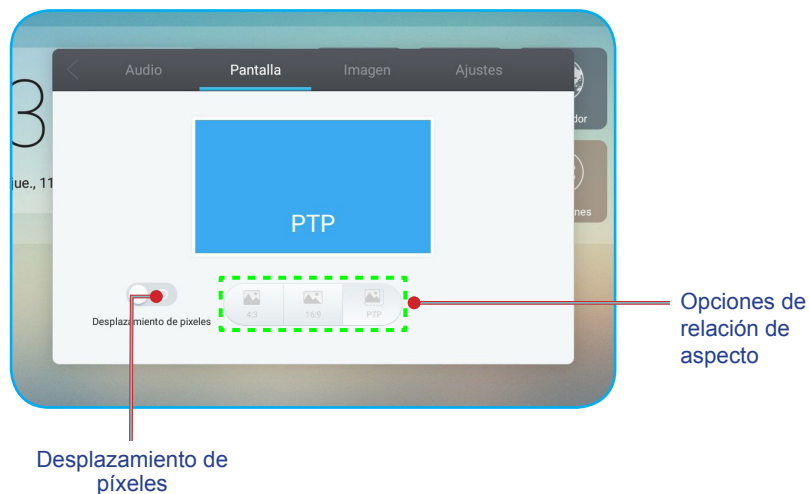 Audio
Pantalla
Imagen
Ajustes
3
dor
jue., 11
nes
PTP
Desplazamiento de pixeles
4:3
16:9
PTP
Opciones de
relación de
aspecto
Desplazamiento de
píxeles